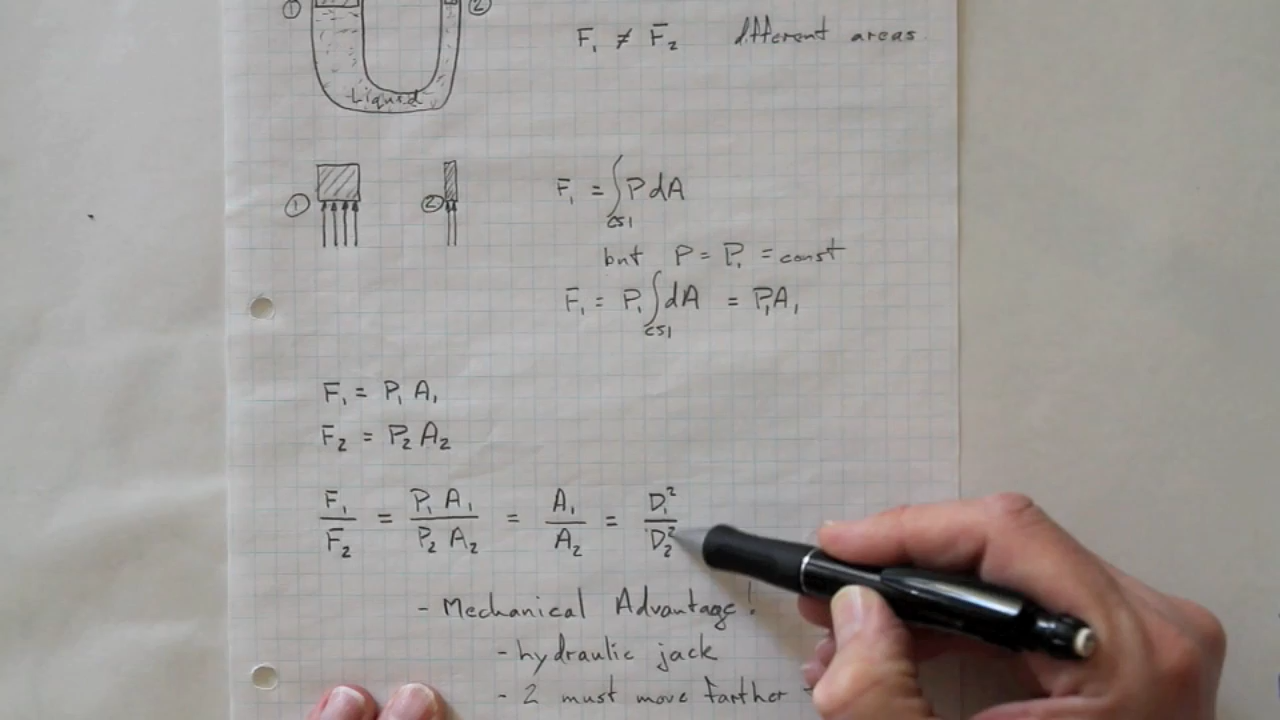 ① ②
F₁ ≠ F₂ different areas
Liquid
① ②
F₁ = ∫ P dA
CS1
but P = P₁ = const
F₁ = P₁ ∫ dA = P₁A₁
CS1
F₁ = P₁ A₁
F₂ = P₂ A₂
F₁/F₂ = P₁ A₁/P₂ A₂ = A₁/A₂ = D₁²/D₂²
- Mechanical Advantage!
- hydraulic jack
- 2 must move farther